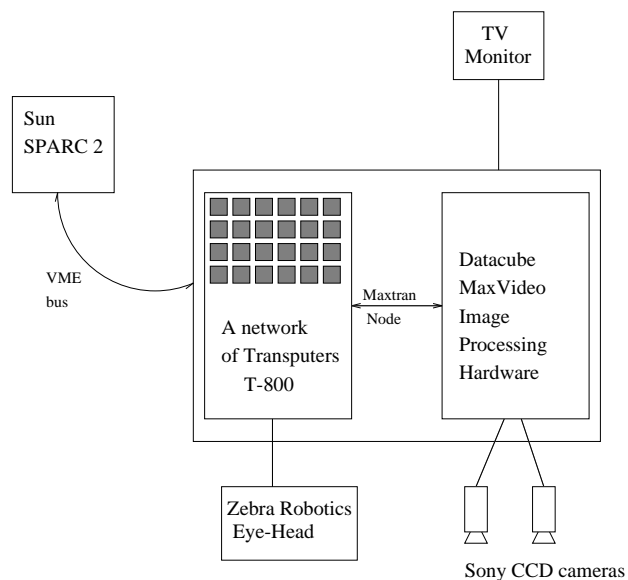 TV
Monitor
Sun
SPARC 2
VME
bus
A network
of Transputers
T-800
Maxtran
Node
Datacube
MaxVideo
Image
Processing
Hardware
Zebra Robotics
Eye-Head
Sony CCD cameras